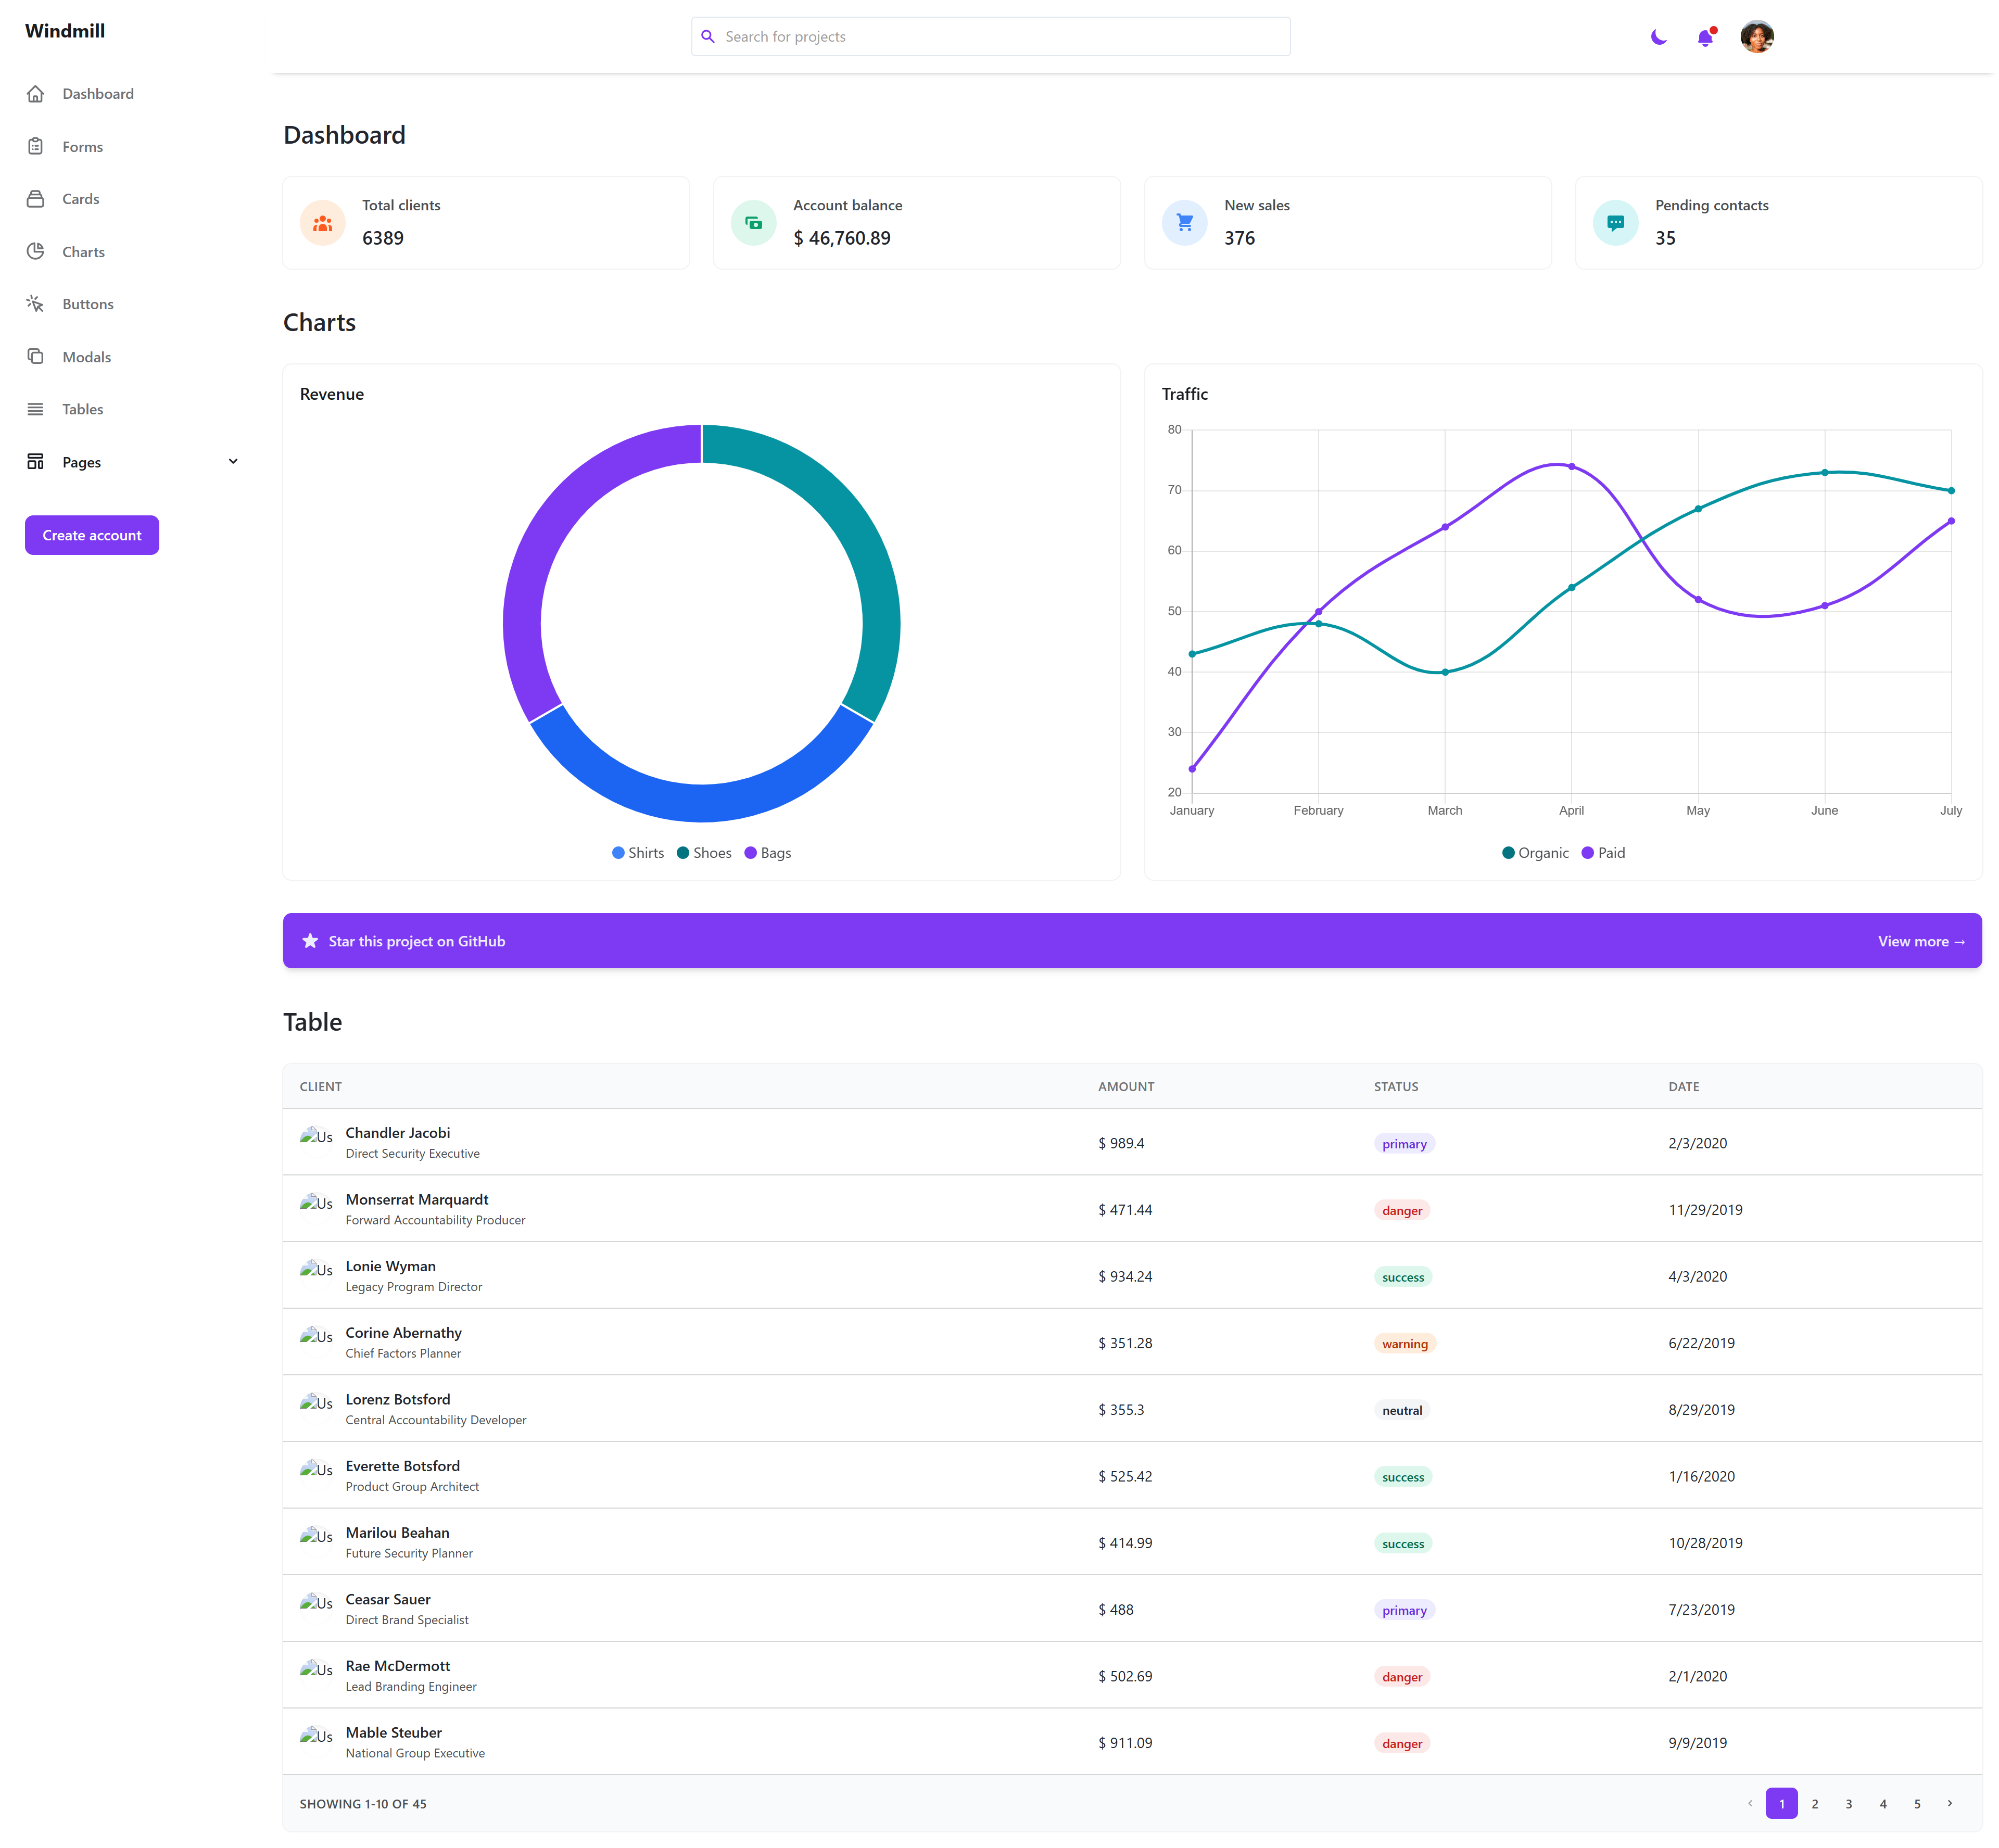 Windmill
Search for projects
Dashboard
Forms
Cards
Charts
Buttons
Modals
Tables
Pages
Create account
Dashboard
Total clients
6389
Account balance
$ 46,760.89
New sales
376
Pending contacts
35
Charts
Revenue
Shirts Shoes Bags
Traffic
80
70
60
50
40
30
20
January February March April May June July
Organic Paid
Star this project on GitHub View more →
Table
CLIENT AMOUNT STATUS DATE
Us Chandler Jacobi
Direct Security Executive
$ 989.4 primary 2/3/2020
Us Monserrat Marquardt
Forward Accountability Producer
$ 471.44 danger 11/29/2019
Us Lonie Wyman
Legacy Program Director
$ 934.24 success 4/3/2020
Us Corine Abernathy
Chief Factors Planner
$ 351.28 warning 6/22/2019
Us Lorenz Botsford
Central Accountability Developer
$ 355.3 neutral 8/29/2019
Us Everette Botsford
Product Group Architect
$ 525.42 success 1/16/2020
Us Marilou Beahan
Future Security Planner
$ 414.99 success 10/28/2019
Us Ceasar Sauer
Direct Brand Specialist
$ 488 primary 7/23/2019
Us Rae McDermott
Lead Branding Engineer
$ 502.69 danger 2/1/2020
Us Mable Steuber
National Group Executive
$ 911.09 danger 9/9/2019
SHOWING 1-10 OF 45
1 2 3 4 5